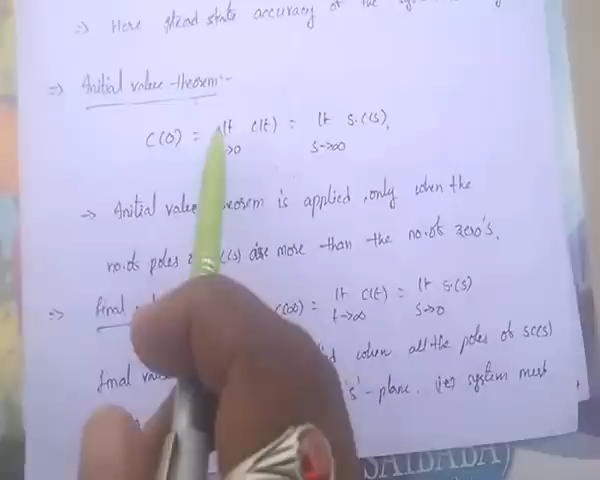 ⇒ Here stead state accuracy of the
⇒ Initial value theorem:-
C(0) = lt C(t) = lt S.C(s),
→0 S→∞
→ Initial value theorem is applied, only when the
no. of poles C(s) are more than the no. of zero's.
⇒ final C(∞) = lt C(t) = lt S.C(s)
t→∞ S→0
final when all the poles of SC(s)
's'-plane. (ie) system must
SAIBABA)